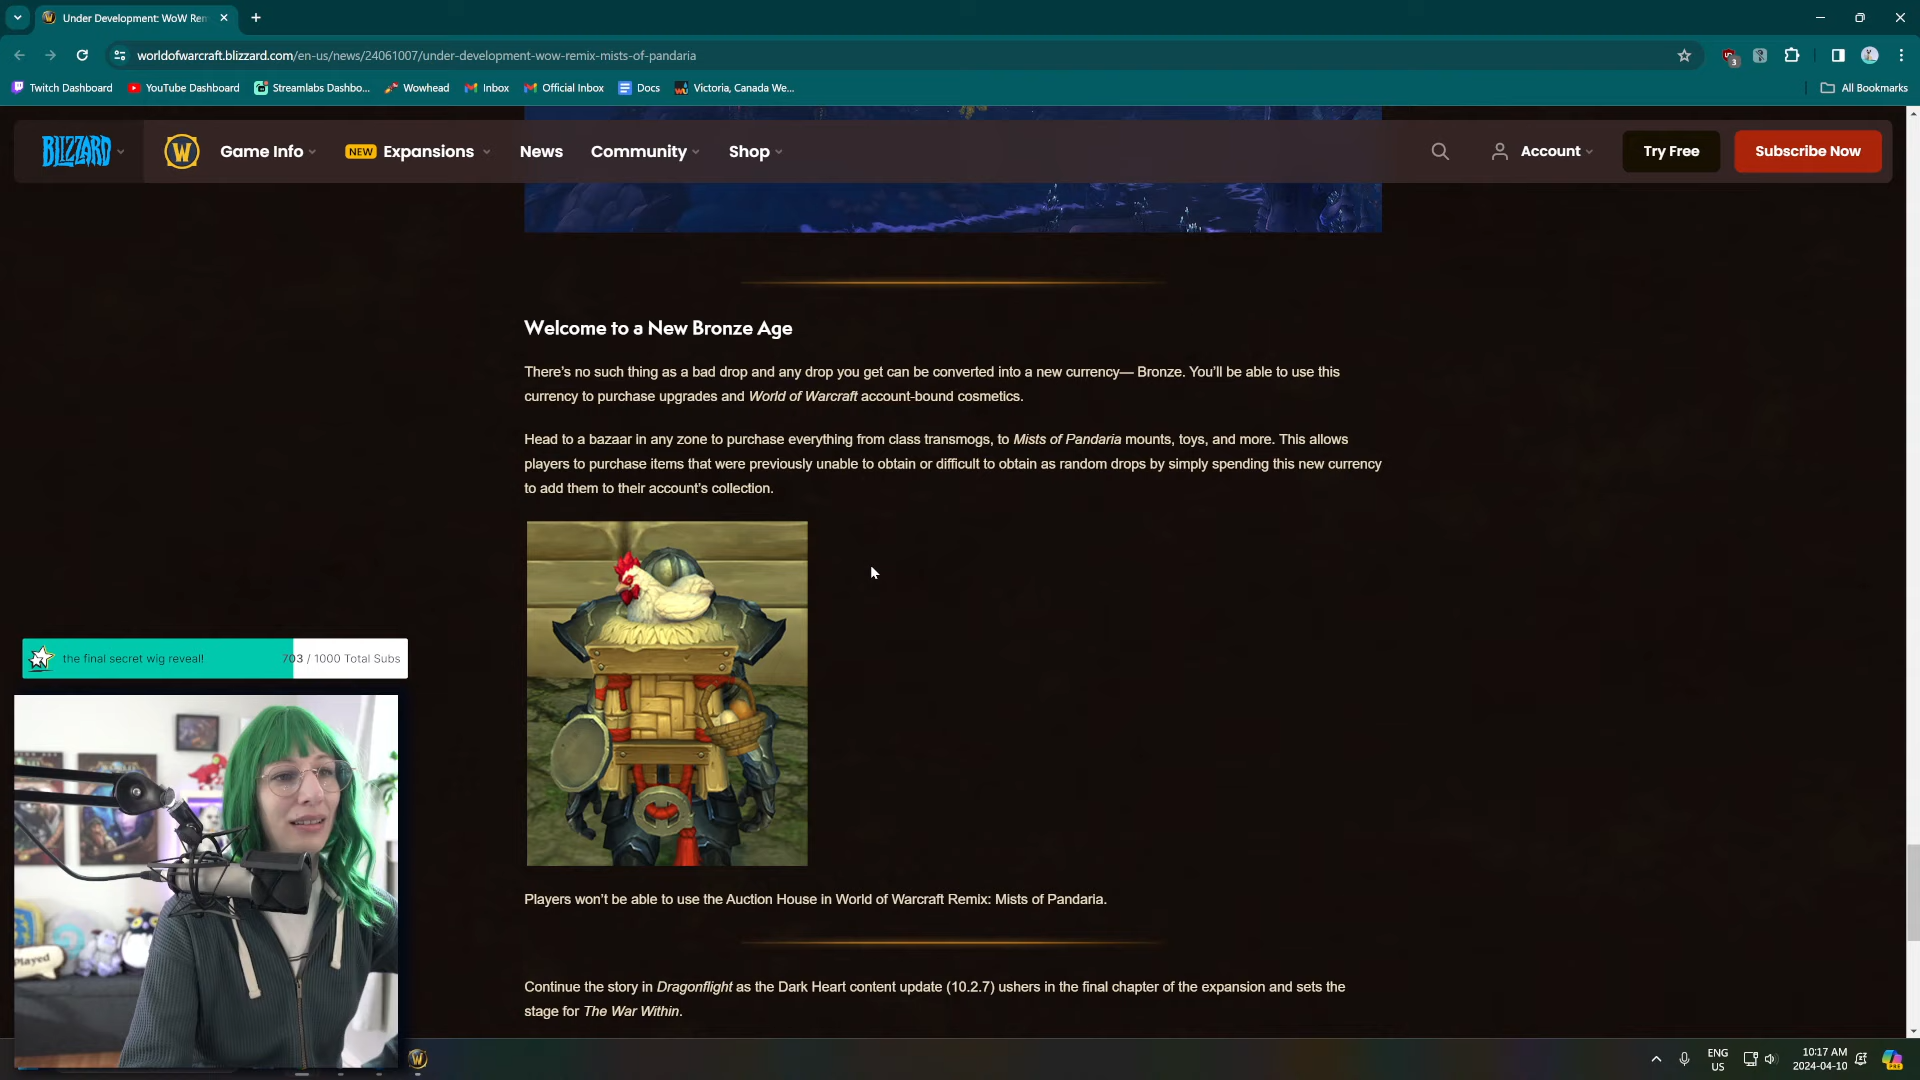 Under Development: WoW Rem
worldofwarcraft.blizzard.com/en-us/news/24061007/under-development-wow-remix-mists-of-pandaria
3
Twitch Dashboard
YouTube Dashboard
Streamlabs Dashbo...
Wowhead
Inbox
Official Inbox
Docs
Victoria, Canada We...
All Bookmarks
BLIZZARD
W
Game Info
NEW
Expansions
News
Community
Shop
Account
Try Free
Subscribe Now
Welcome to a New Bronze Age
There's no such thing as a bad drop and any drop you get can be converted into a new currency— Bronze. You'll be able to use this
currency to purchase upgrades and World of Warcraft account-bound cosmetics.
Head to a bazaar in any zone to purchase everything from class transmogs, to Mists of Pandaria mounts, toys, and more. This allows
players to purchase items that were previously unable to obtain or difficult to obtain as random drops by simply spending this new currency
to add them to their account's collection.
the final secret wig reveal!
703 / 1000 Total Subs
Played
Players won't be able to use the Auction House in World of Warcraft Remix: Mists of Pandaria.
Continue the story in Dragonflight as the Dark Heart content update (10.2.7) ushers in the final chapter of the expansion and sets the
stage for The War Within.
W
ENG
US
10:17 AM
2024-04-10
PRE